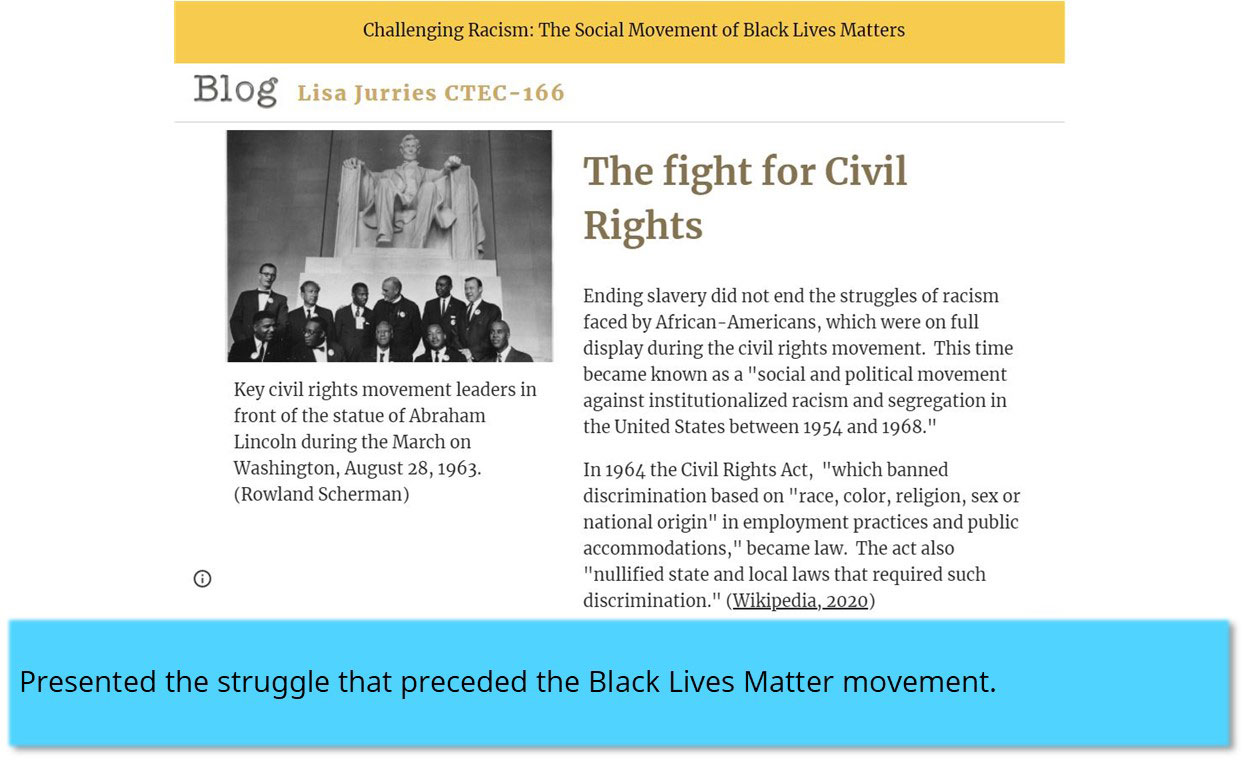 Challenging Racism: The Social Movement of Black Lives Matters
Blog Lisa Jurries CTEC-166
Key civil rights movement leaders in
front of the statue of Abraham
Lincoln during the March on
Washington, August 28, 1963.
(Rowland Scherman)
The fight for Civil
Rights
Ending slavery did not end the struggles of racism
faced by African-Americans, which were on full
display during the civil rights movement.  This time
became known as a "social and political movement
against institutionalized racism and segregation in
the United States between 1954 and 1968."
In 1964 the Civil Rights Act,  "which banned
discrimination based on "race, color, religion, sex or
national origin" in employment practices and public
accommodations," became law.  The act also
"nullified state and local laws that required such
discrimination." (Wikipedia, 2020)
Presented the struggle that preceded the Black Lives Matter movement.